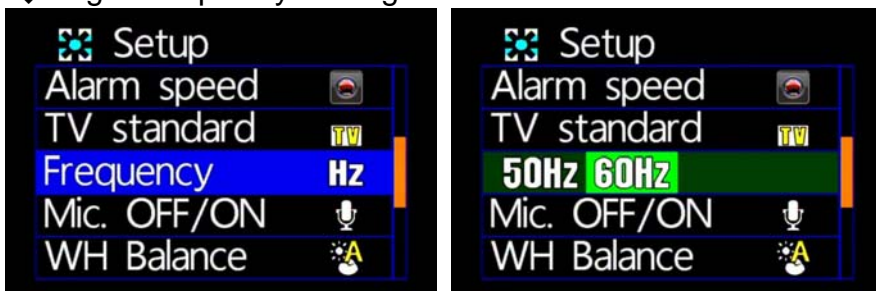 Setup
Alarm speed
TV standard TV
Frequency Hz
Mic. OFF/ON
WH Balance A
Setup
Alarm speed
TV standard TV
50Hz 60Hz
Mic. OFF/ON
WH Balance A